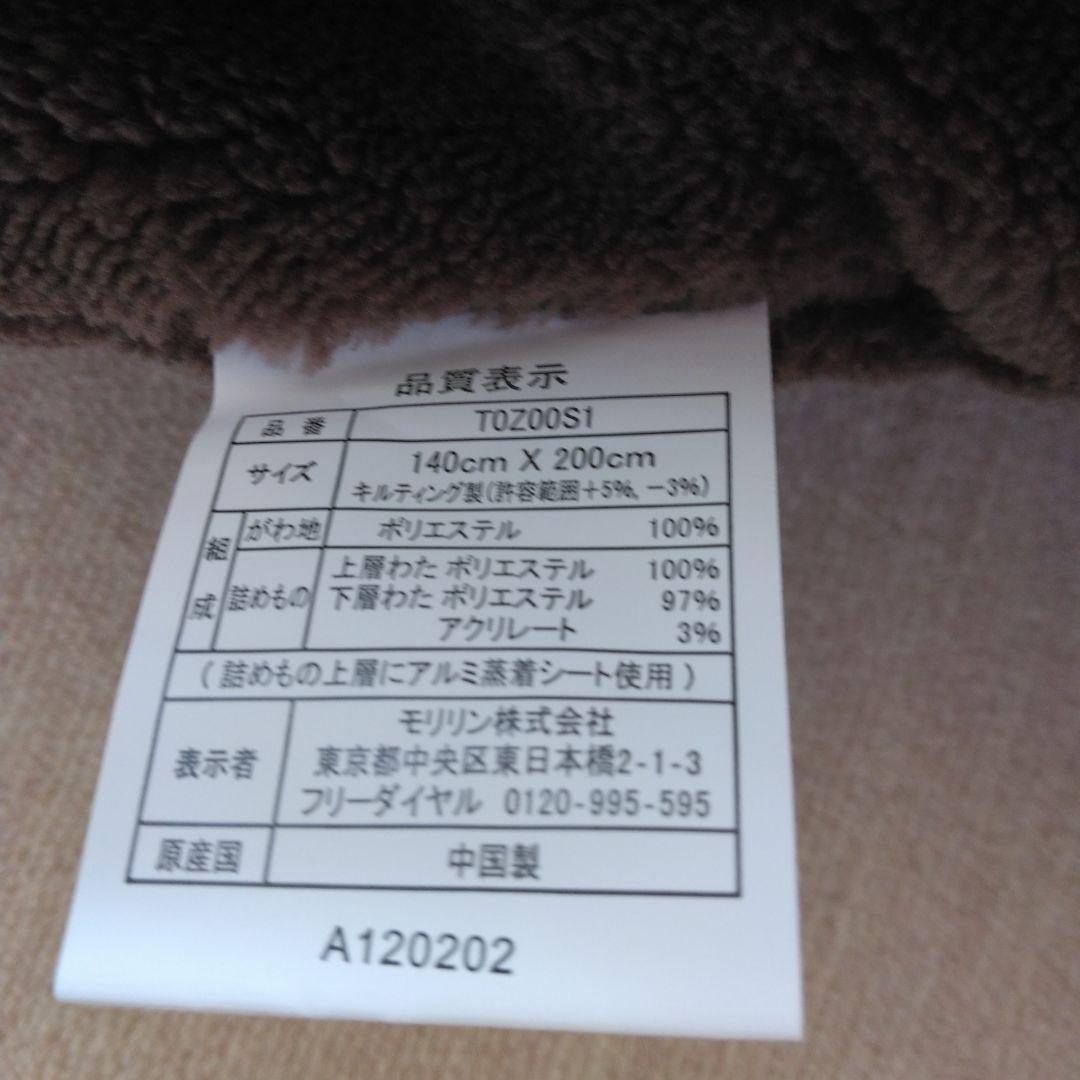 品質表示
品番 T0Z00S1
サイズ 140cm X 200cm
キルティング製(許容範囲+5%, -3%)
組成 がわ地 ポリエステル 100%
詰めもの 上層わた ポリエステル 100%
下層わた ポリエステル 97%
アクリレート 3%
(詰めもの上層にアルミ蒸着シート使用)
表示者 モリリン株式会社
東京都中央区東日本橋2-1-3
フリーダイヤル 0120-995-595
原産国 中国製
A120202